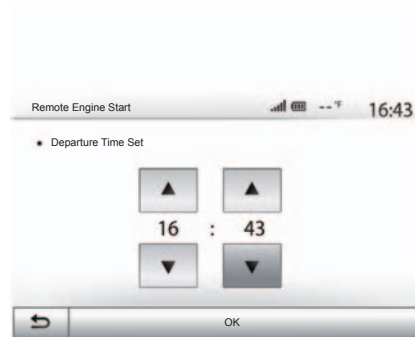 Remote Engine Start -- °F 16:43
• Departure Time Set
16 : 43
OK